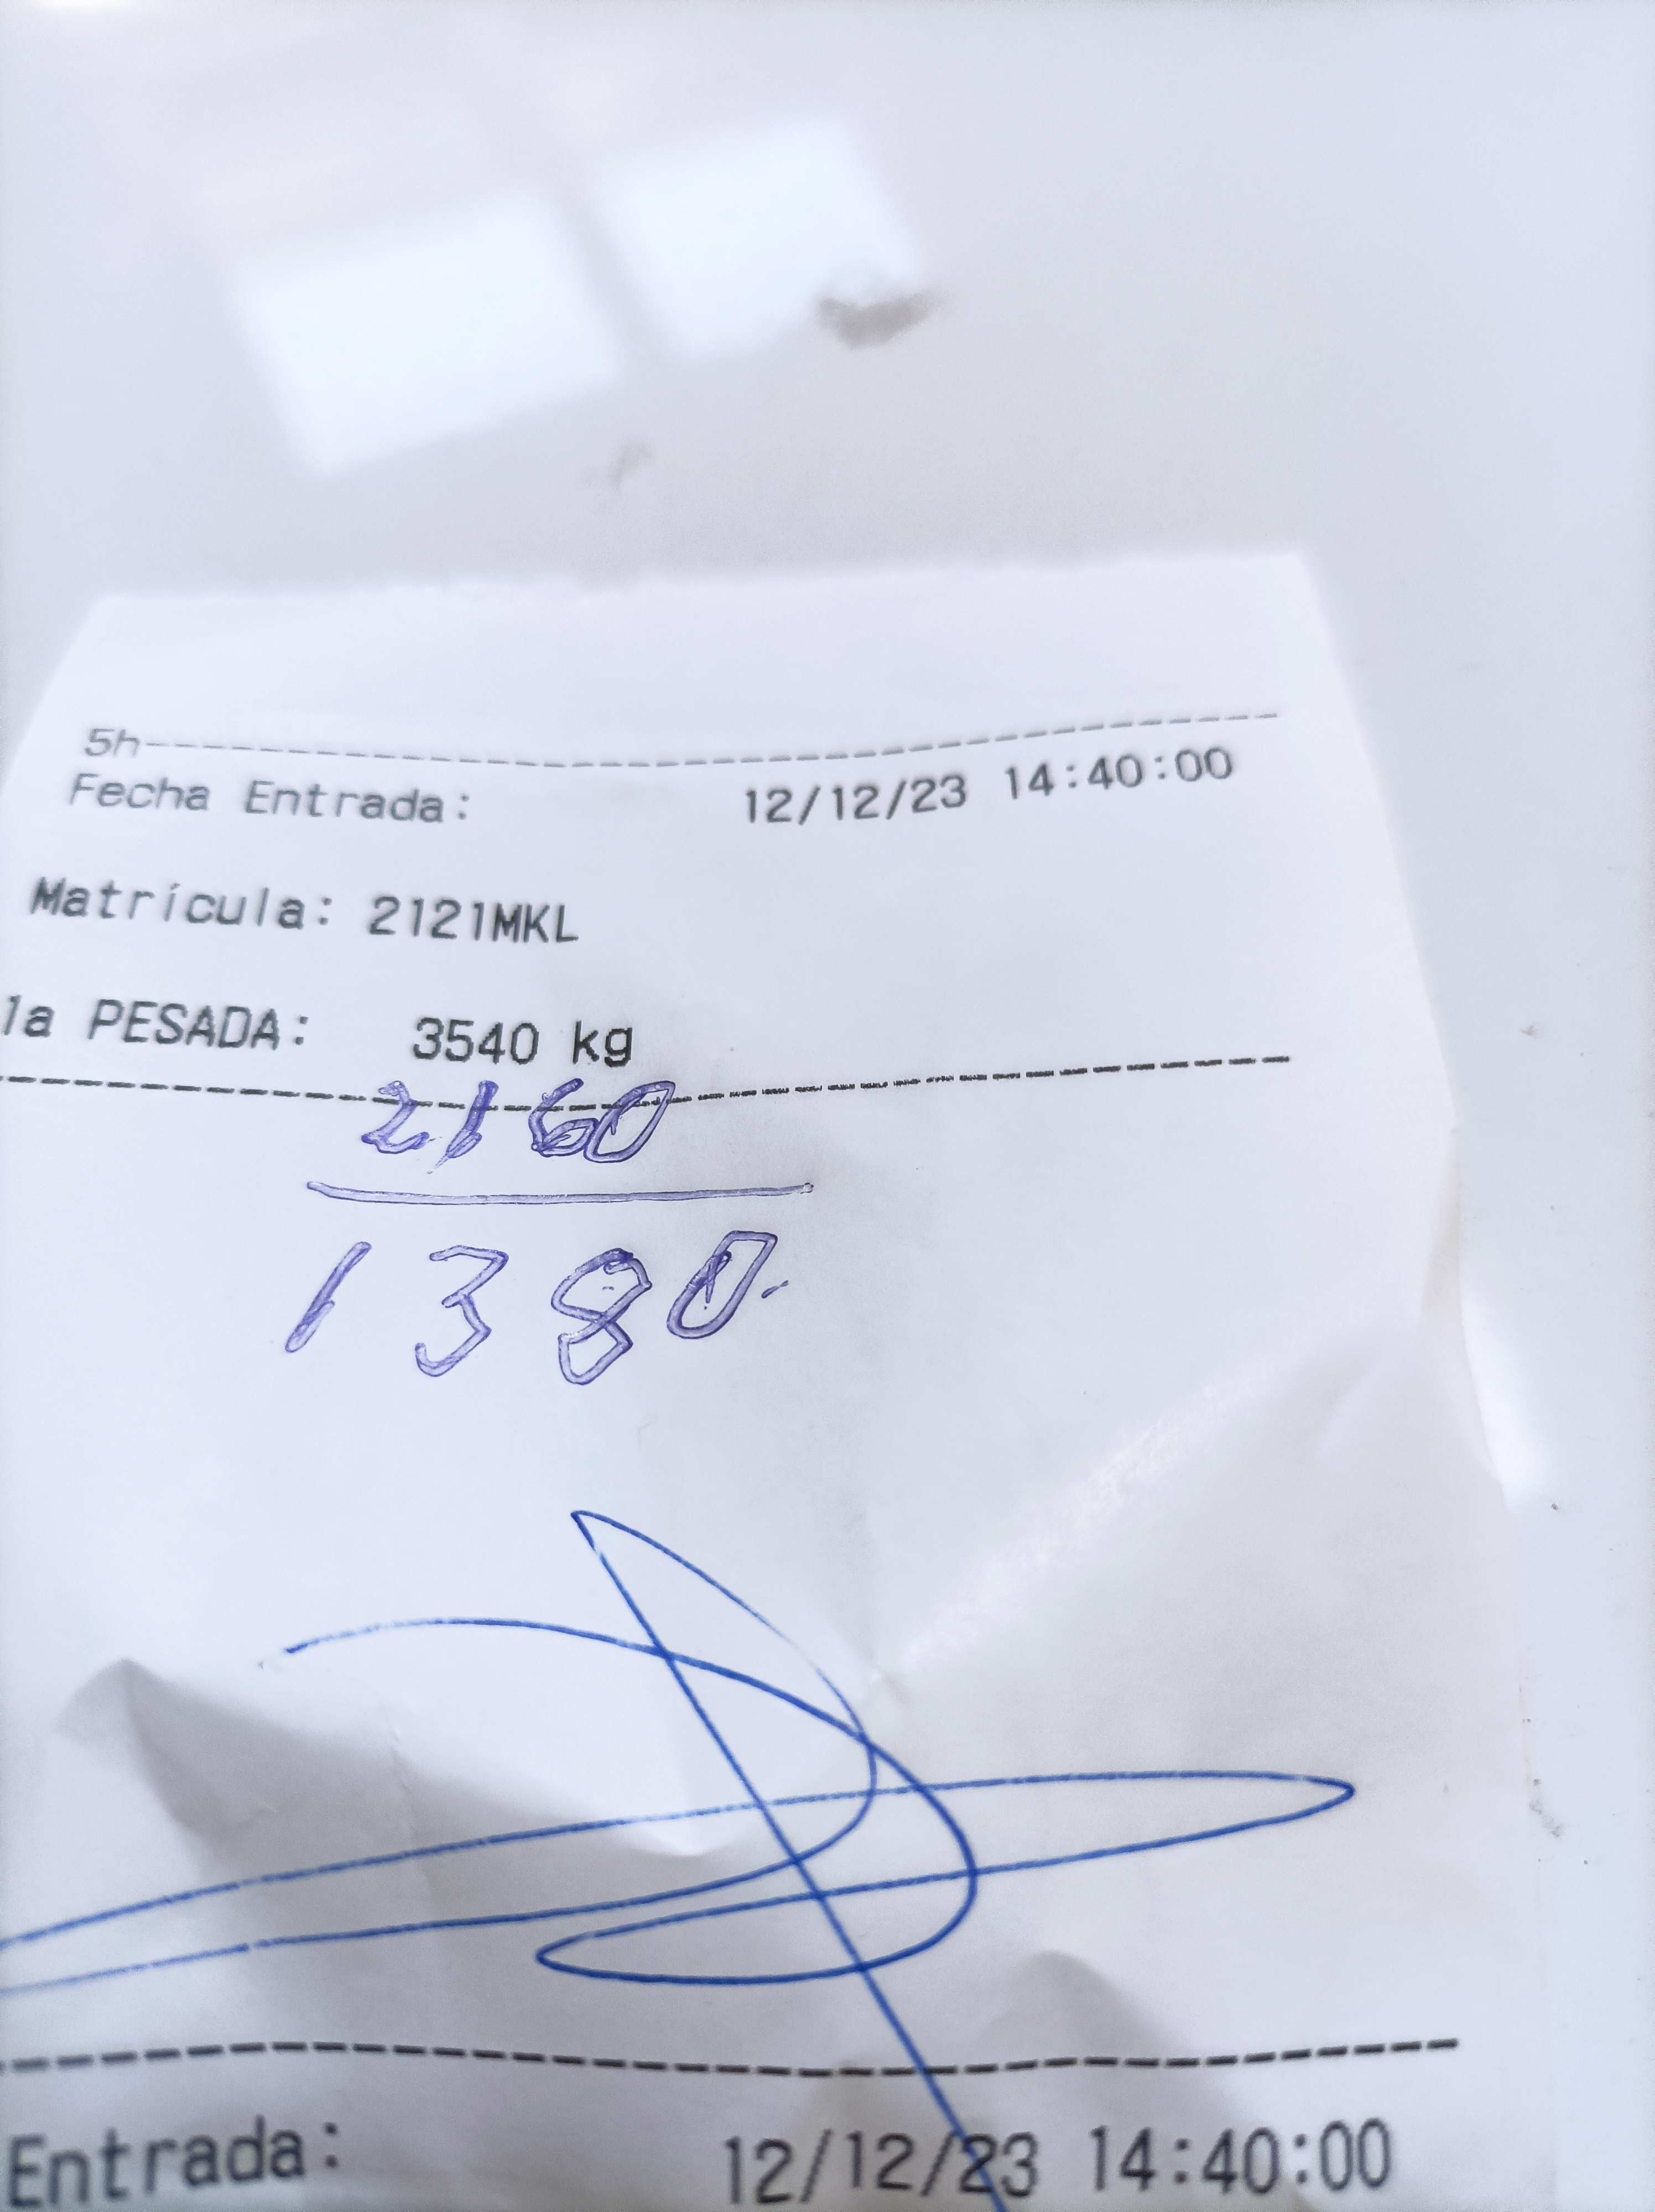 5h--------------------------------
Fecha Entrada: 12/12/23 14:40:00
Matrícula: 2121MKL
1a PESADA: 3540 kg
2160
1380.
Entrada: 12/12/23 14:40:00